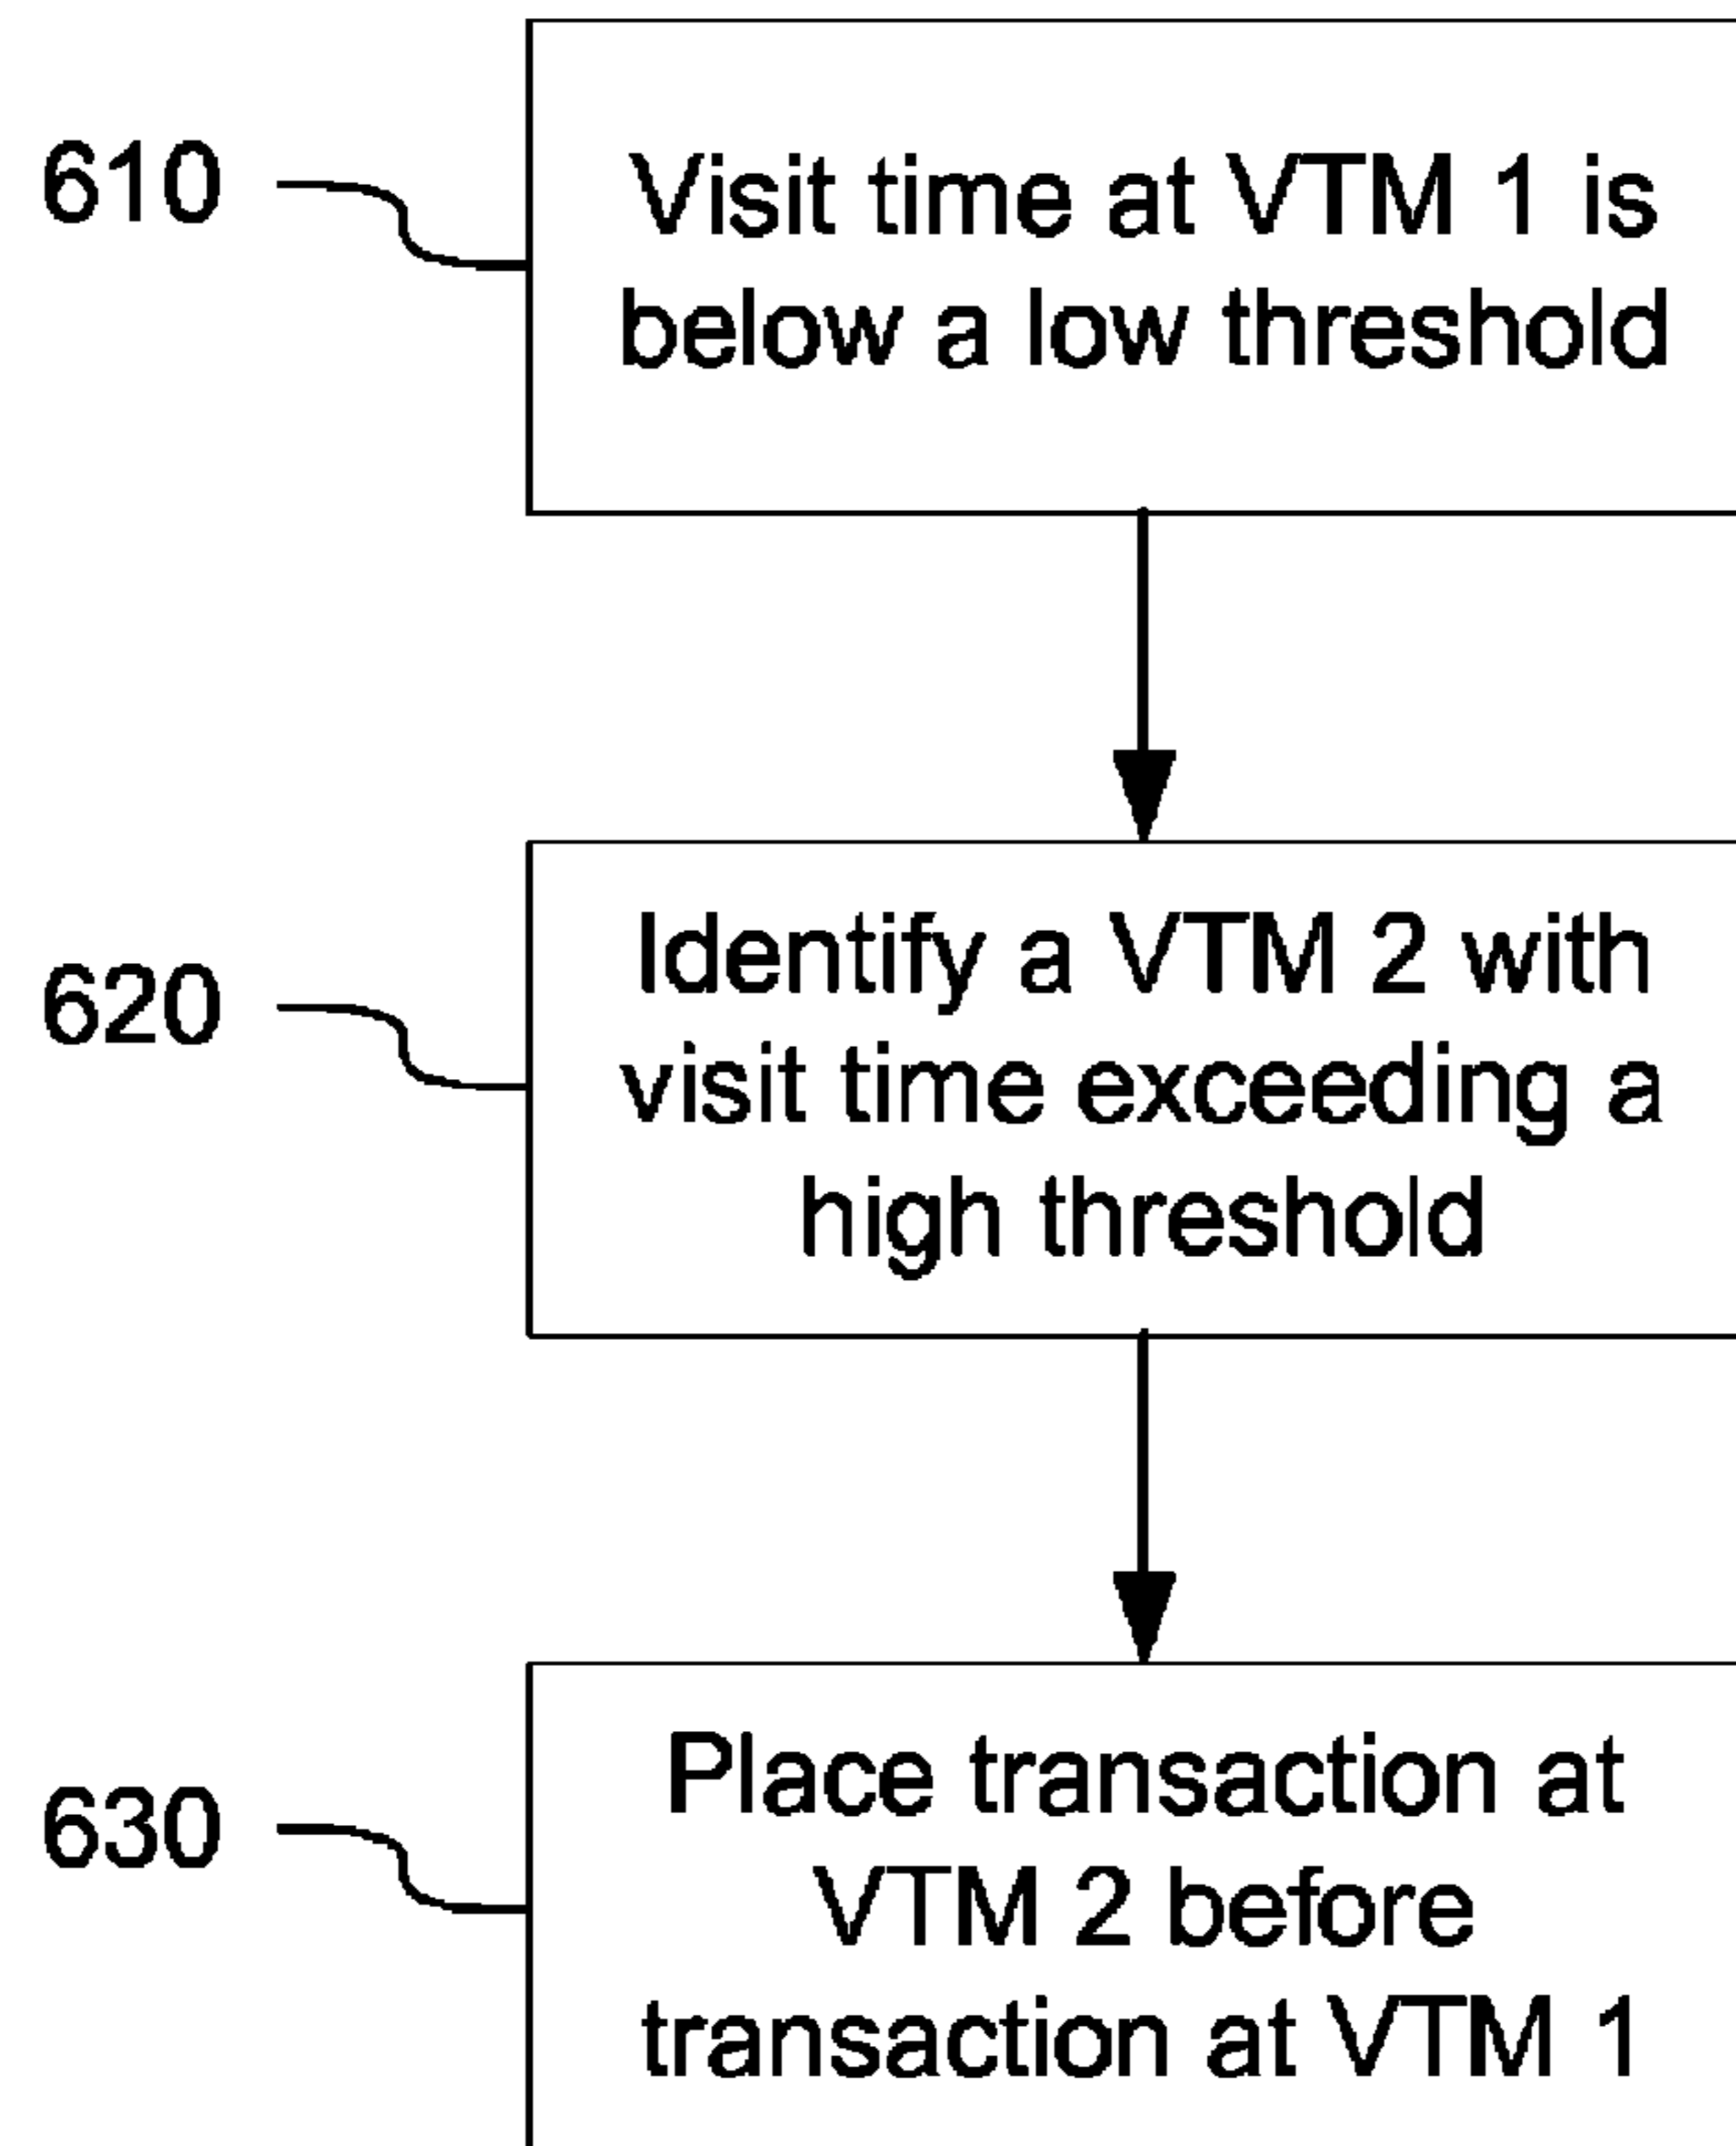 610
Visit time at VTM 1 is
below a low threshold
620
Identify a VTM 2 with
visit time exceeding a
high threshold
630
Place transaction at
VTM 2 before
transaction at VTM 1